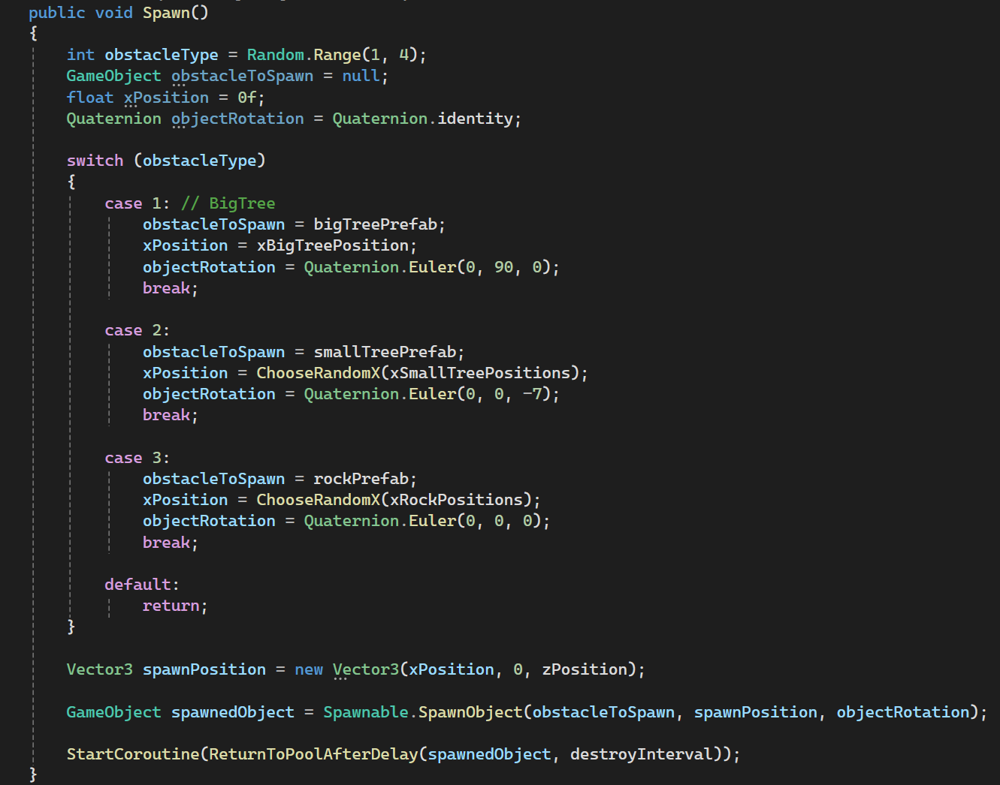 public void Spawn()
{
    int obstacleType = Random.Range(1, 4);
    GameObject obstacleToSpawn = null;
    float xPosition = 0f;
    Quaternion objectRotation = Quaternion.identity;

    switch (obstacleType)
    {
        case 1: // BigTree
            obstacleToSpawn = bigTreePrefab;
            xPosition = xBigTreePosition;
            objectRotation = Quaternion.Euler(0, 90, 0);
            break;

        case 2:
            obstacleToSpawn = smallTreePrefab;
            xPosition = ChooseRandomX(xSmallTreePositions);
            objectRotation = Quaternion.Euler(0, 0, -7);
            break;

        case 3:
            obstacleToSpawn = rockPrefab;
            xPosition = ChooseRandomX(xRockPositions);
            objectRotation = Quaternion.Euler(0, 0, 0);
            break;

        default:
            return;
    }

    Vector3 spawnPosition = new Vector3(xPosition, 0, zPosition);

    GameObject spawnedObject = Spawnable.SpawnObject(obstacleToSpawn, spawnPosition, objectRotation);

    StartCoroutine(ReturnToPoolAfterDelay(spawnedObject, destroyInterval));
}